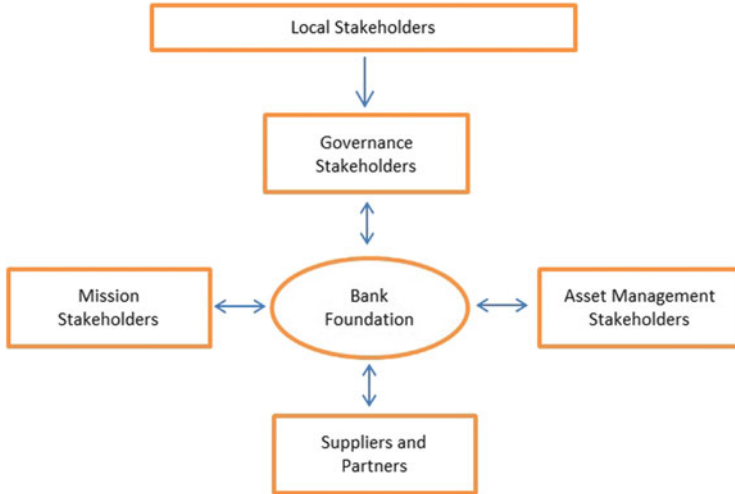 Local Stakeholders
Governance
Stakeholders
Mission
Stakeholders
Bank
Foundation
Asset Management
Stakeholders
Suppliers and
Partners